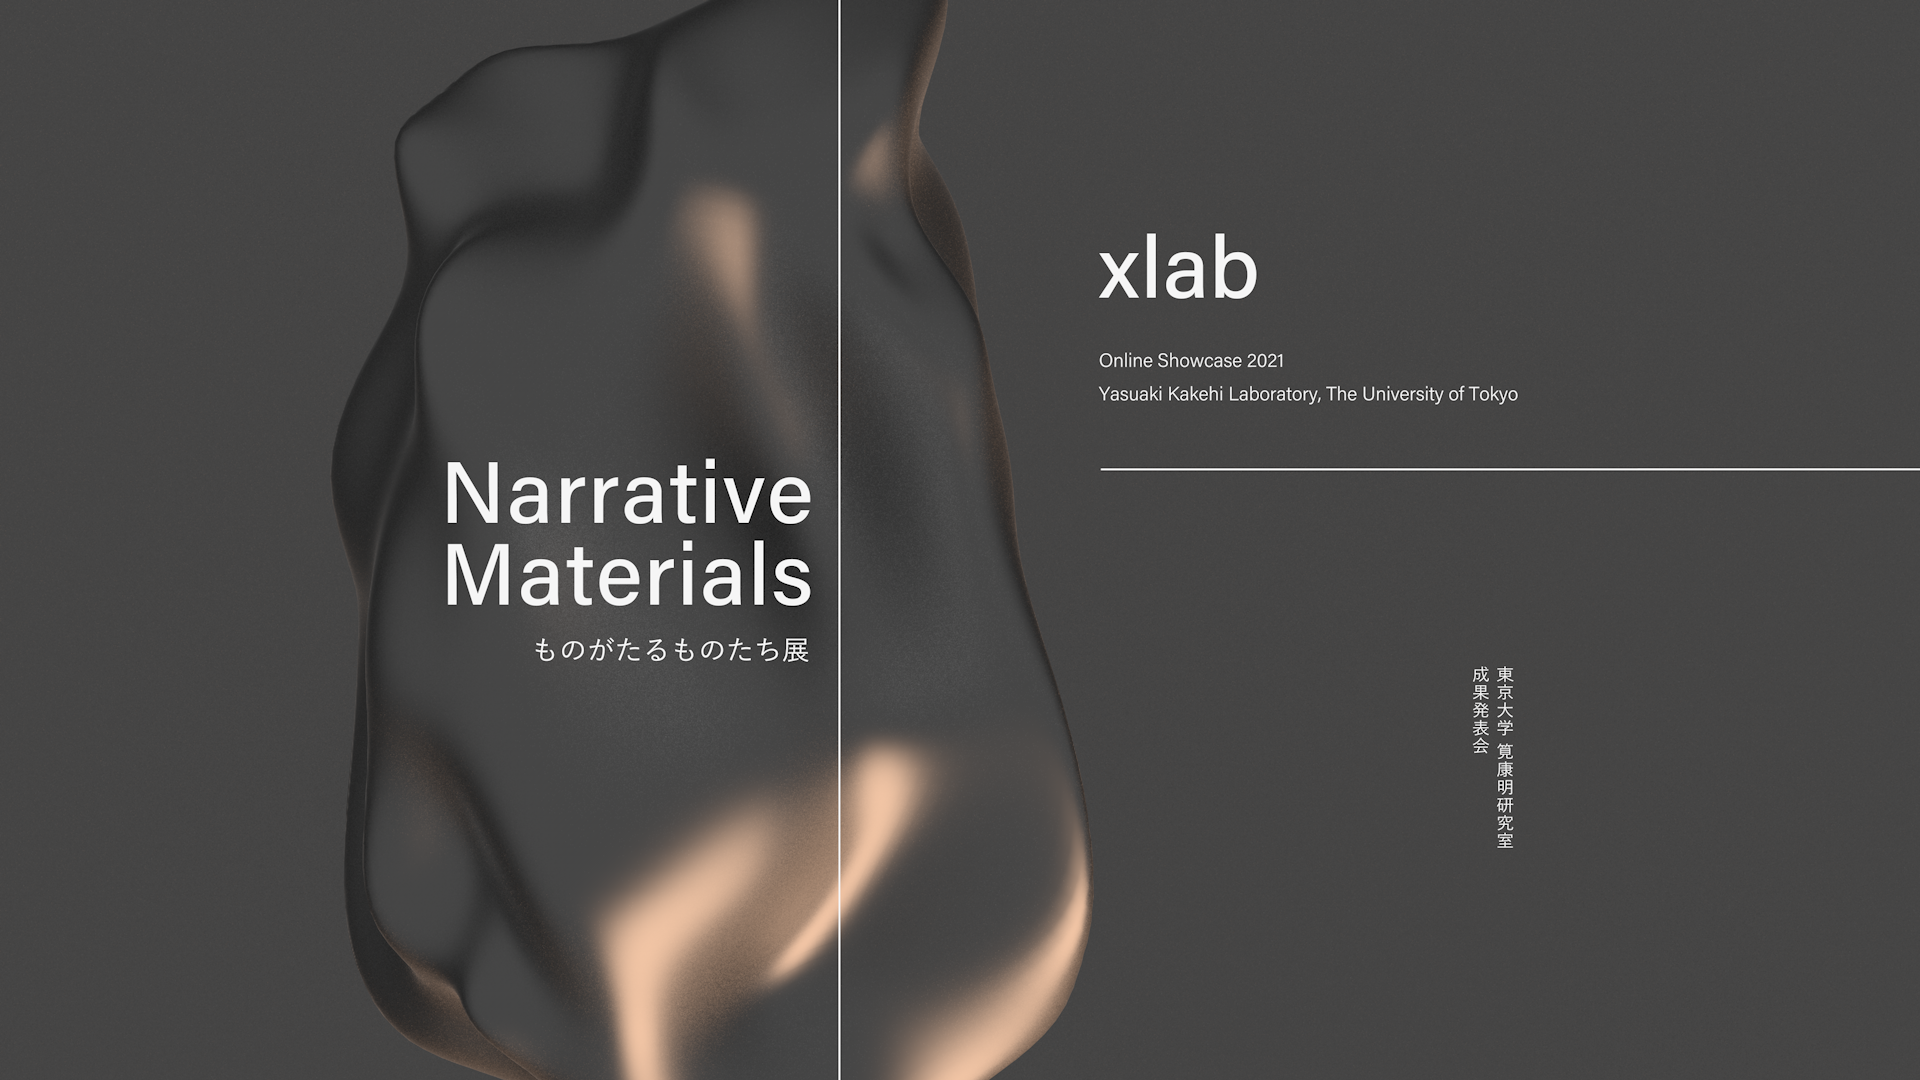 Narrative
Materials
ものがたるものたち展
xlab
Online Showcase 2021
Yasuaki Kakehi Laboratory, The University of Tokyo
東京大学 筧康明研究室
成果発表会